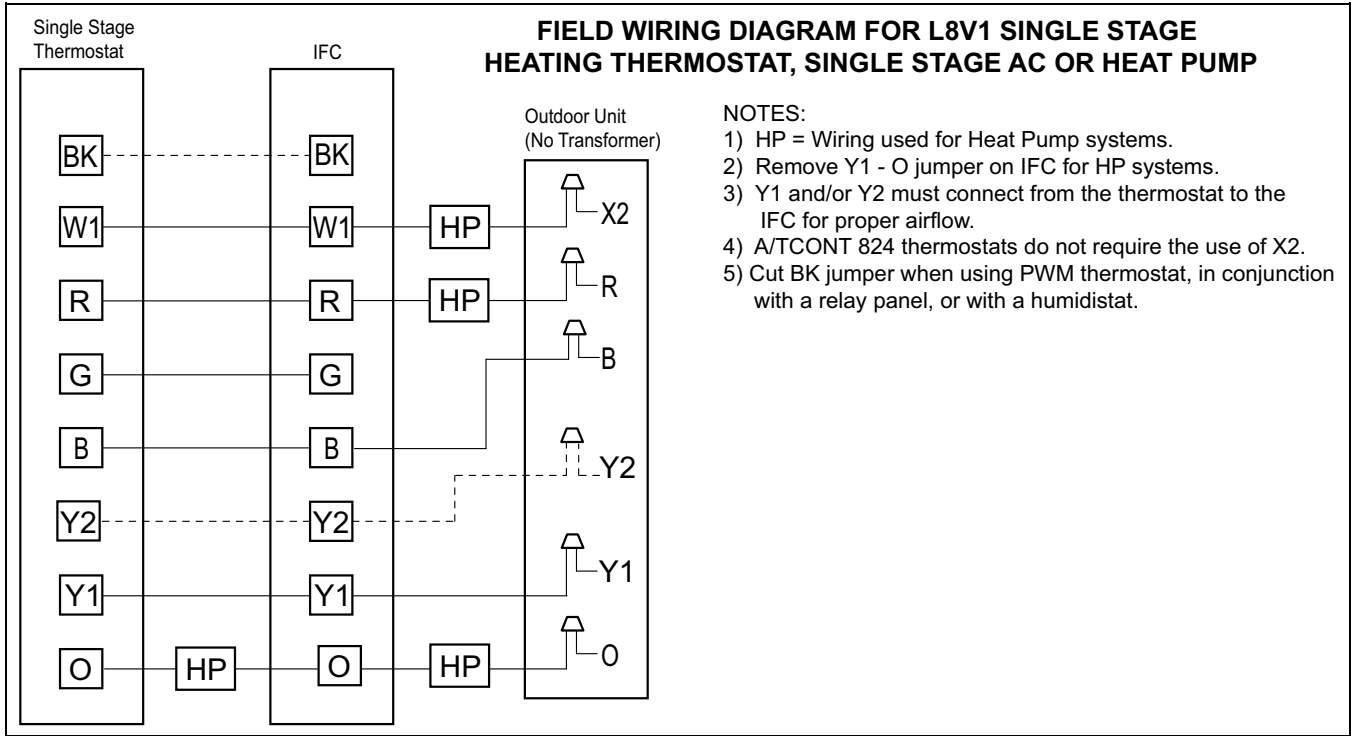 Single Stage
Thermostat
IFC
FIELD WIRING DIAGRAM FOR L8V1 SINGLE STAGE
HEATING THERMOSTAT, SINGLE STAGE AC OR HEAT PUMP
Outdoor Unit
(No Transformer)
NOTES:
1) HP = Wiring used for Heat Pump systems.
2) Remove Y1 - O jumper on IFC for HP systems.
3) Y1 and/or Y2 must connect from the thermostat to the
IFC for proper airflow.
4) A/TCONT 824 thermostats do not require the use of X2.
5) Cut BK jumper when using PWM thermostat, in conjunction
with a relay panel, or with a humidistat.
BK BK
W1 W1 HP X2
R R HP R
G G
B B B
Y2 Y2 Y2
Y1 Y1 Y1
O HP O HP O